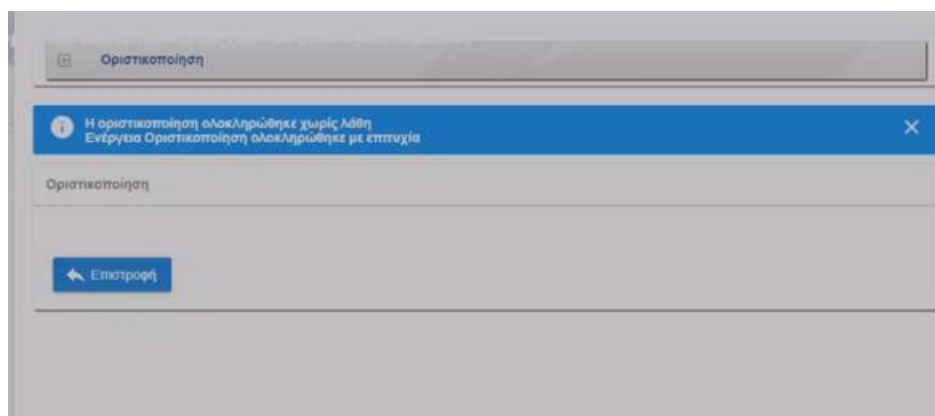 Οριστικοποίηση
Η οριστικοποίηση ολοκληρώθηκε χωρίς λάθη
Ενέργεια Οριστικοποίηση ολοκληρώθηκε με επιτυχία
Οριστικοποίηση
Επιστροφή